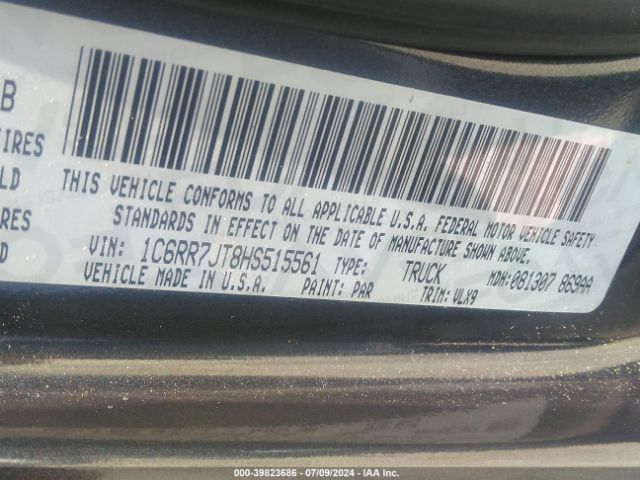 B
IRES
LD
RES
LD
THIS VEHICLE CONFORMS TO ALL APPLICABLE U.S.A. FEDERAL MOTOR VEHICLE SAFETY
STANDARDS IN EFFECT ON THE DATE OF MANUFACTURE SHOWN ABOVE.
VIN: 1C6RR7JT8HS515561 TYPE: TRUCK MDH:081307 869AA
VEHICLE MADE IN U.S.A. PAINT: PAR TRIM: VLX9
000-39823686 - 07/09/2024 - IAA Inc.